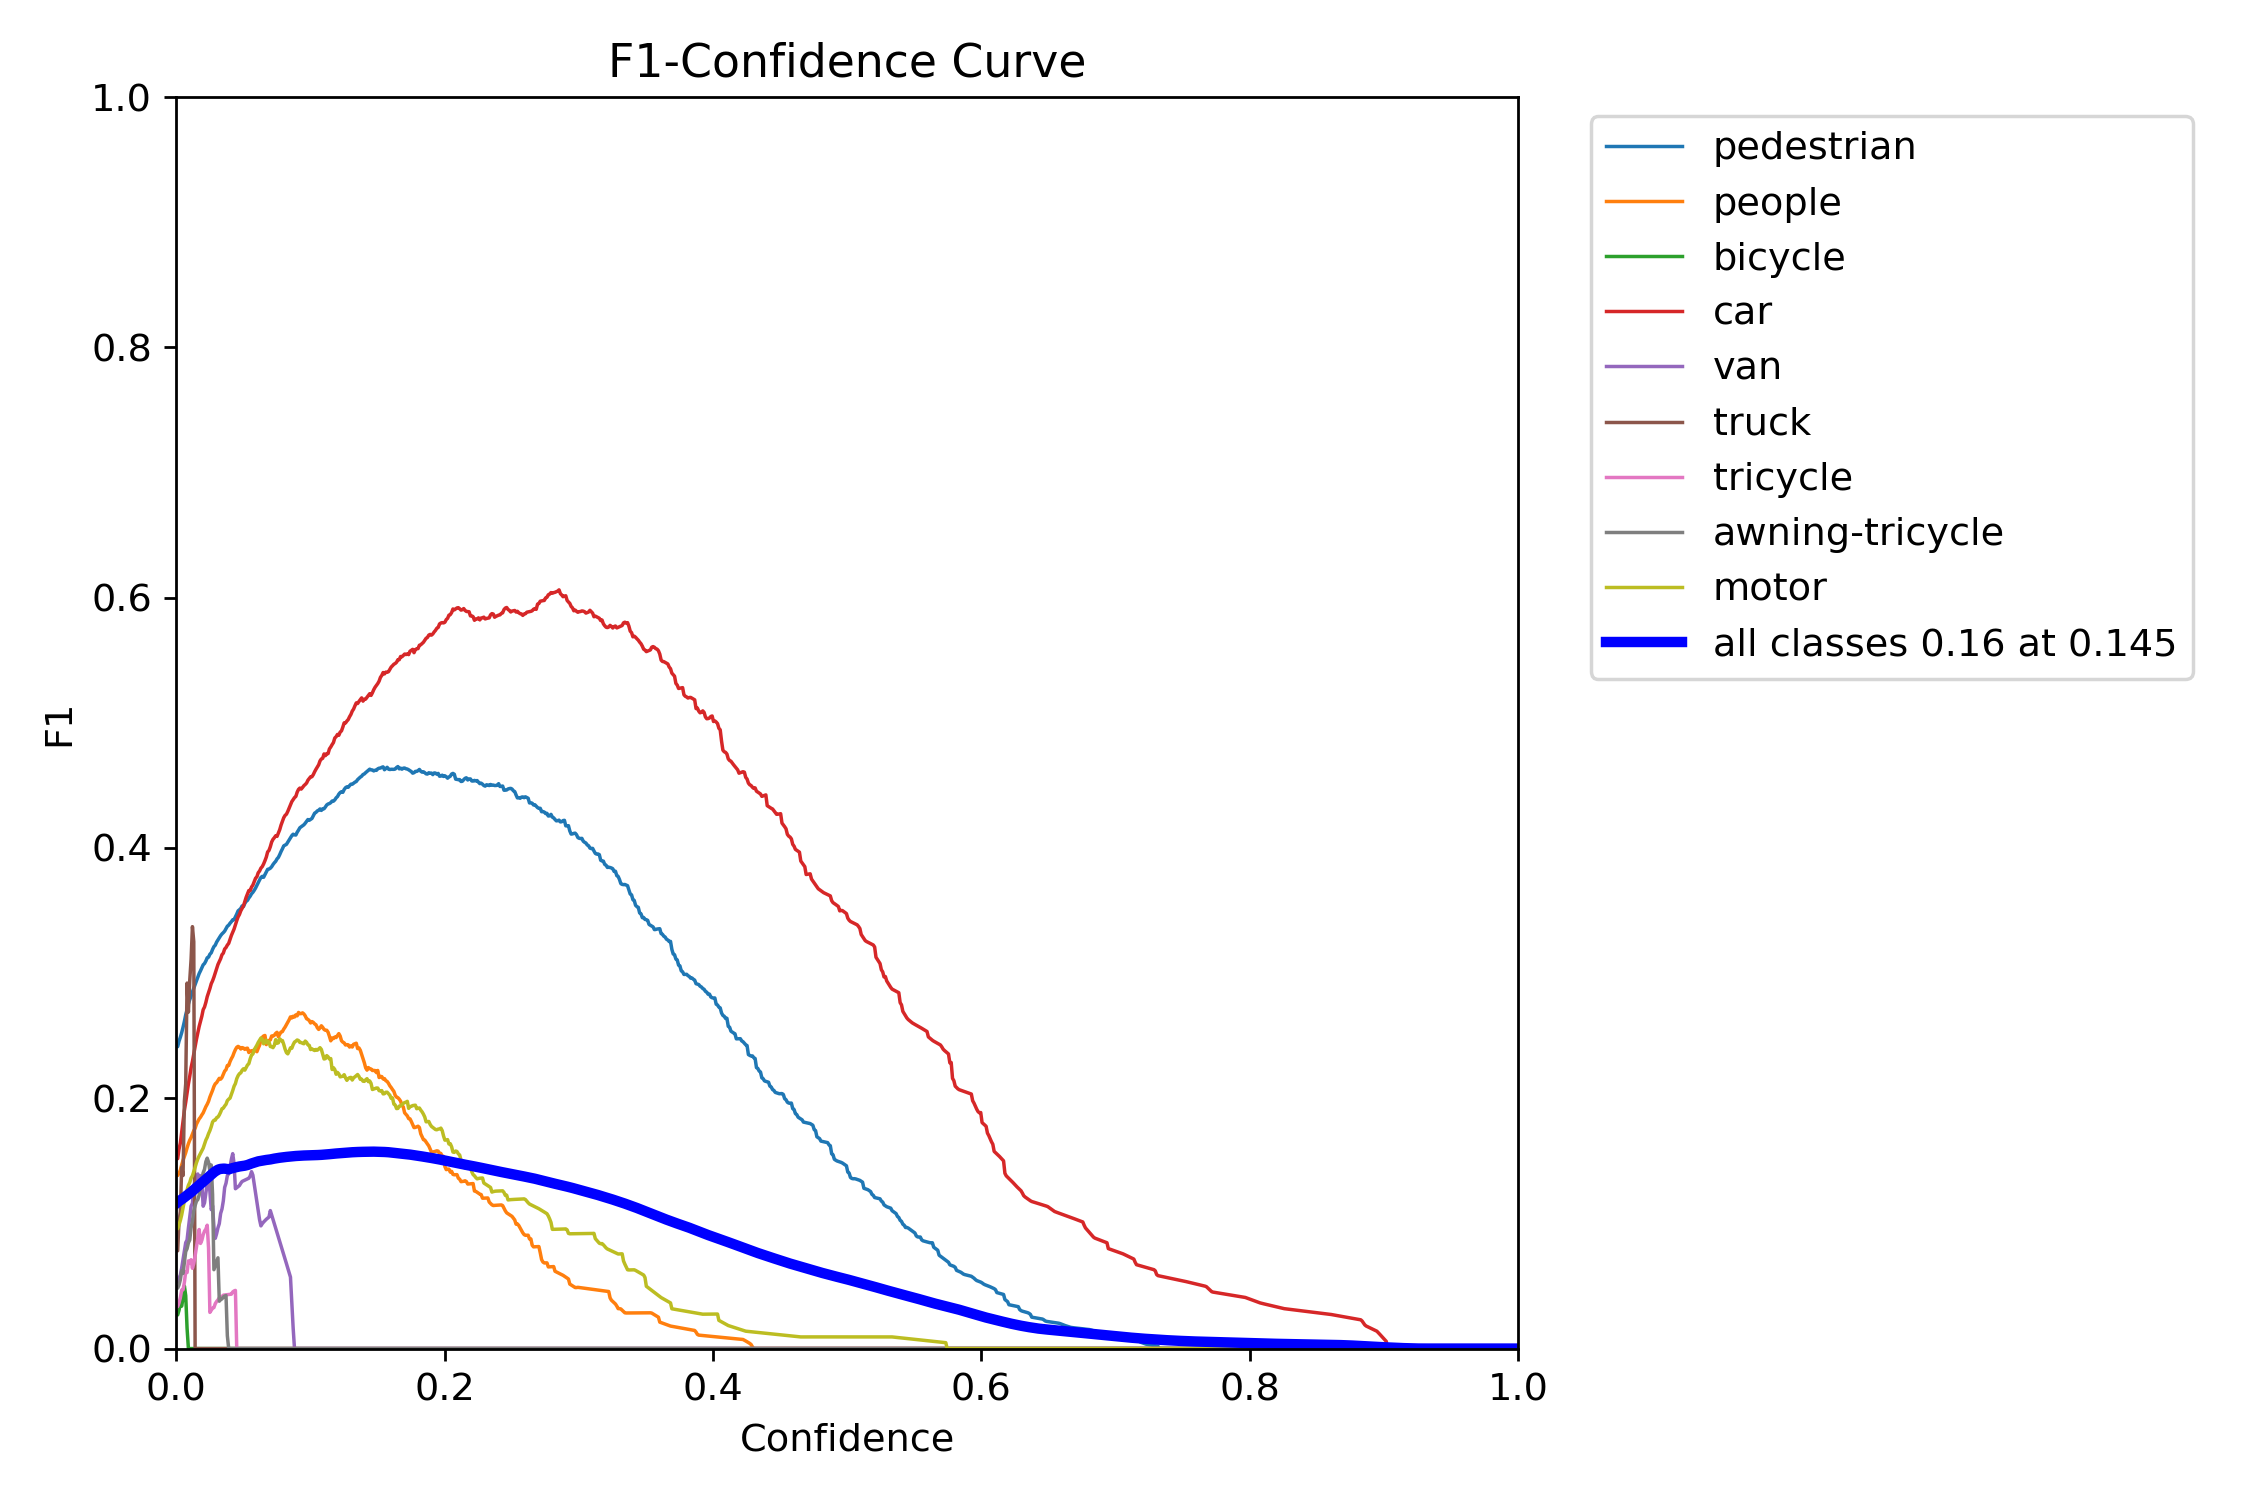 F1-Confidence Curve
1.0
0.8
0.6
0.4
0.2
0.0
F1
0.0 0.2 0.4 0.6 0.8 1.0
Confidence
pedestrian
people
bicycle
car
van
truck
tricycle
awning-tricycle
motor
all classes 0.16 at 0.145